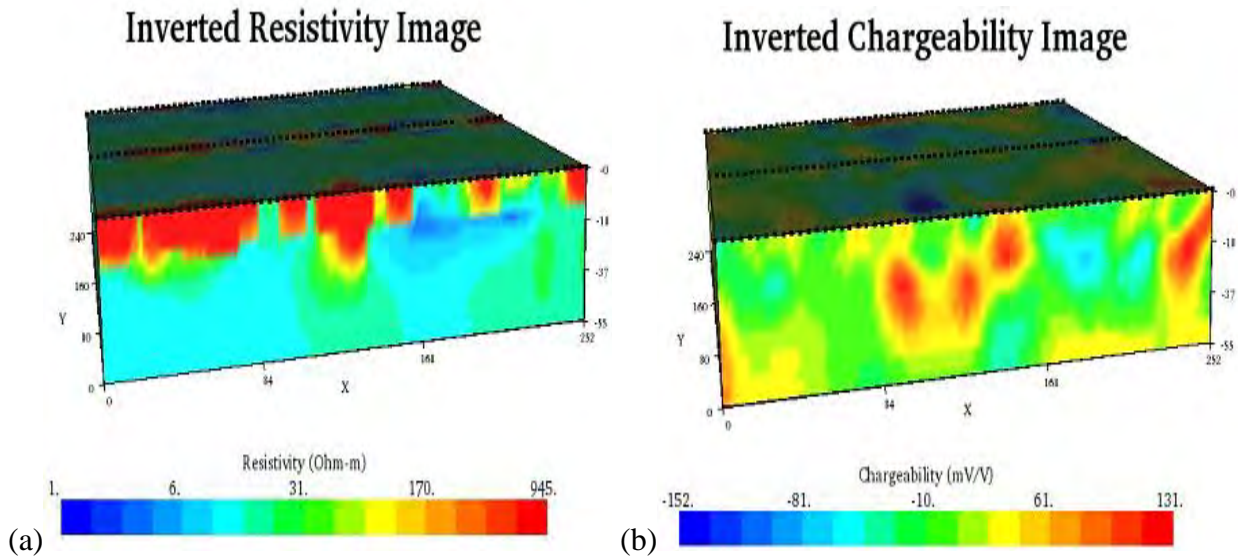 Inverted Resistivity Image
-0
-18
-37
-55
240
160
80
0
Y
0
84
X
161
252
Resistivity (Ohm-m)
1. 6. 31. 170. 945.
(a)
Inverted Chargeability Image
-0
-18
-37
-55
240
160
80
0
Y
0
84
X
161
252
Chargeability (mV/V)
-152. -81. -10. 61. 131.
(b)